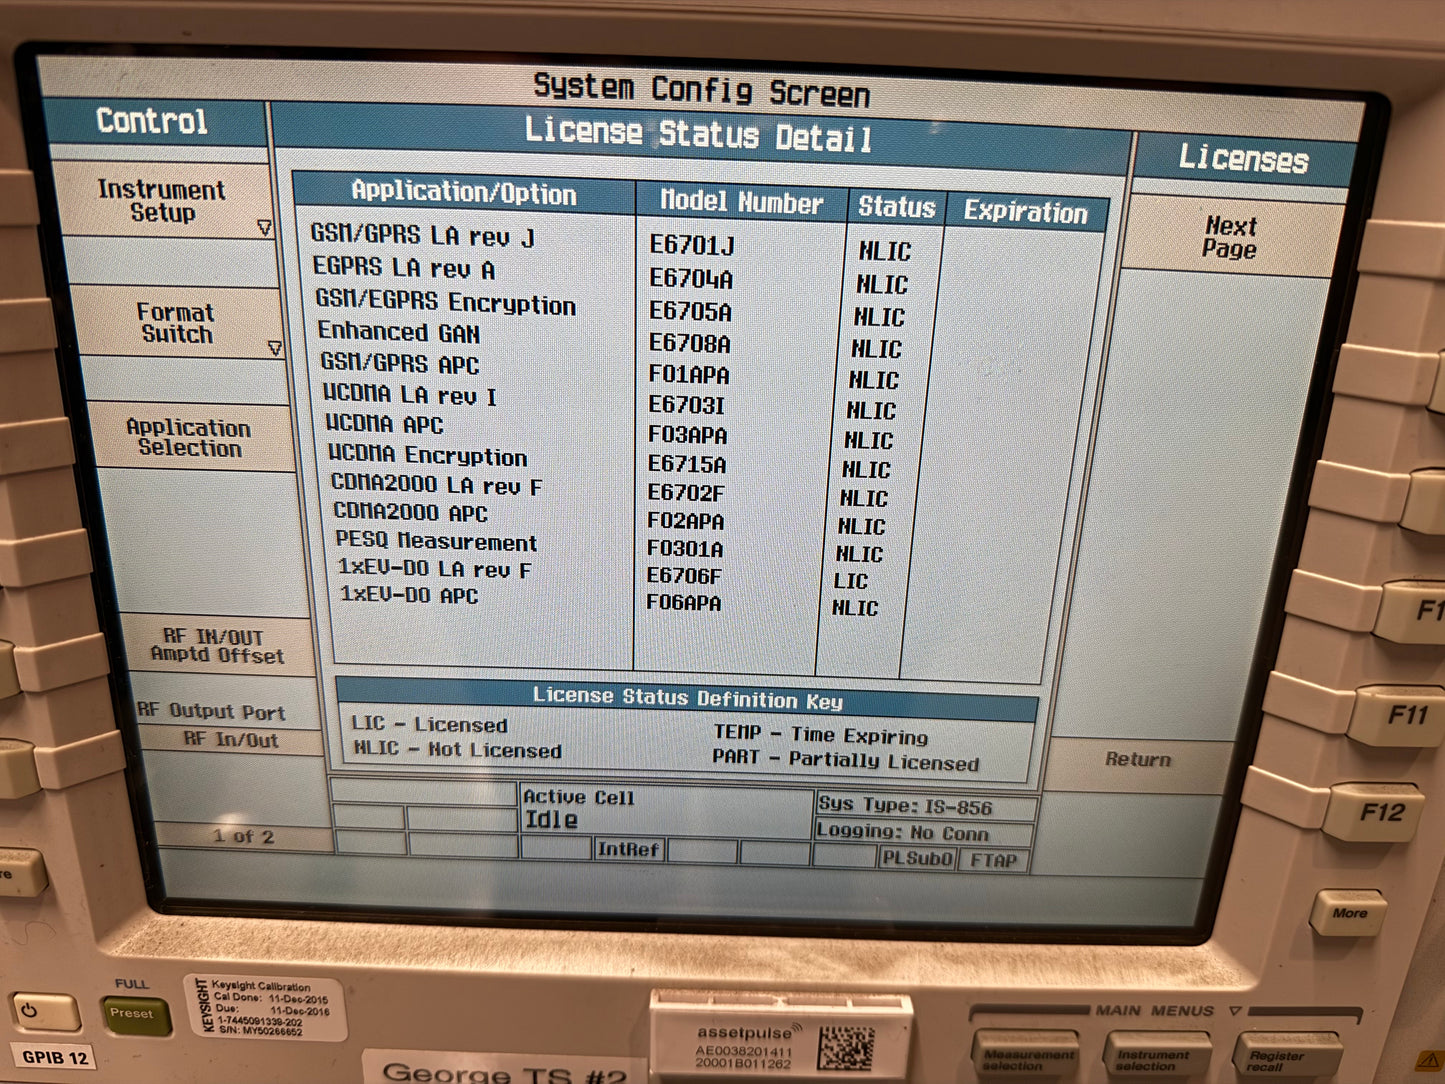 System Config Screen
Control
License Status Detail
Licenses
Instrument
Setup
Format
Switch
Application
Selection
RF IN/OUT
Amptd Offset
RF Output Port
RF In/Out
1 of 2
Application/Option Model Number Status Expiration
GSM/GPRS LA rev J E6701J NLIC
EGPRS LA rev A E6704A NLIC
GSM/EGPRS Encryption E6705A NLIC
Enhanced GAN E6708A NLIC
GSM/GPRS APC F01APA NLIC
WCDMA LA rev I E6703I NLIC
WCDMA APC F03APA NLIC
WCDMA Encryption E6715A NLIC
CDMA2000 LA rev F E6702F NLIC
CDMA2000 APC F02APA NLIC
PESQ Measurement F0301A NLIC
1xEV-DO LA rev F E6706F LIC
1xEV-DO APC F06APA NLIC
License Status Definition Key
LIC - Licensed TEMP - Time Expiring
NLIC - Not Licensed PART - Partially Licensed
Active Cell
Idle
Sys Type: IS-856
Logging: No Conn
IntRef PLSub0 FTAP
Next
Page
Return
F11
F12
More
FULL
Preset
GPIB 12
KEYSIGHT
Keysight Calibration
Cal Done: 11-Dec-2015
Due: 11-Dec-2016
1-7445091339-202
S/N: MY50266652
George TS #2
assetpulse
AE0038201411
20001B011262
MAIN MENUS
Measurement
selection
Instrument
selection
Register
recall